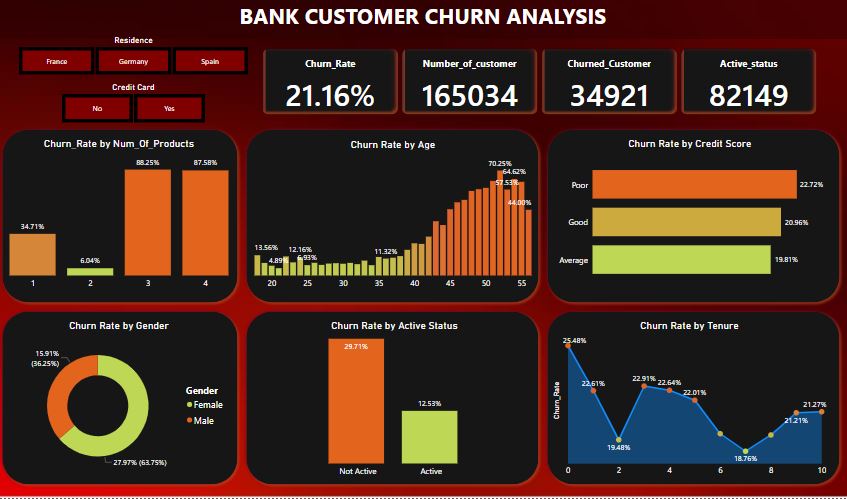 BANK CUSTOMER CHURN ANALYSIS
Residence
France Germany Spain
Credit Card
No Yes
Churn_Rate
21.16%
Number_of_customer
165034
Churned_Customer
34921
Active_status
82149
Churn_Rate by Num_Of_Products
34.71% 6.04% 88.25% 87.58%
1 2 3 4
Churn Rate by Age
13.56% 4.89% 12.16% 6.93% 11.32% 70.25% 57.53% 64.62% 44.00%
20 25 30 35 40 45 50 55
Churn Rate by Credit Score
Poor 22.72%
Good 20.96%
Average 19.81%
Churn Rate by Gender
15.91%
(36.25%)
27.97% (63.75%)
Gender
Female
Male
Churn Rate by Active Status
29.71% 12.53%
Not Active Active
Churn Rate by Tenure
Churn_Rate
25.48% 22.61% 19.48% 22.91% 22.64% 22.01% 18.76% 21.21% 21.27%
0 2 4 6 8 10